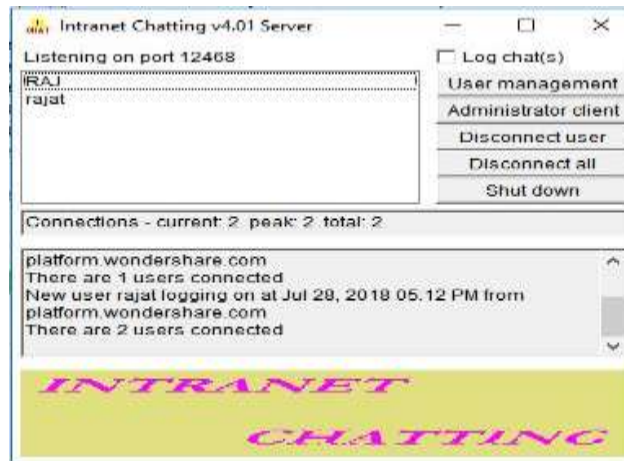 Intranet Chatting v4.01 Server
Listening on port 12468
Log chat(s)
RAJ
rajat
User management
Administrator client
Disconnect user
Disconnect all
Shut down
Connections - current: 2 peak: 2 total: 2
platform.wondershare.com
There are 1 users connected
New user rajat logging on at Jul 28, 2018 05.12 PM from
platform.wondershare.com
There are 2 users connected
INTRANET
CHATTING